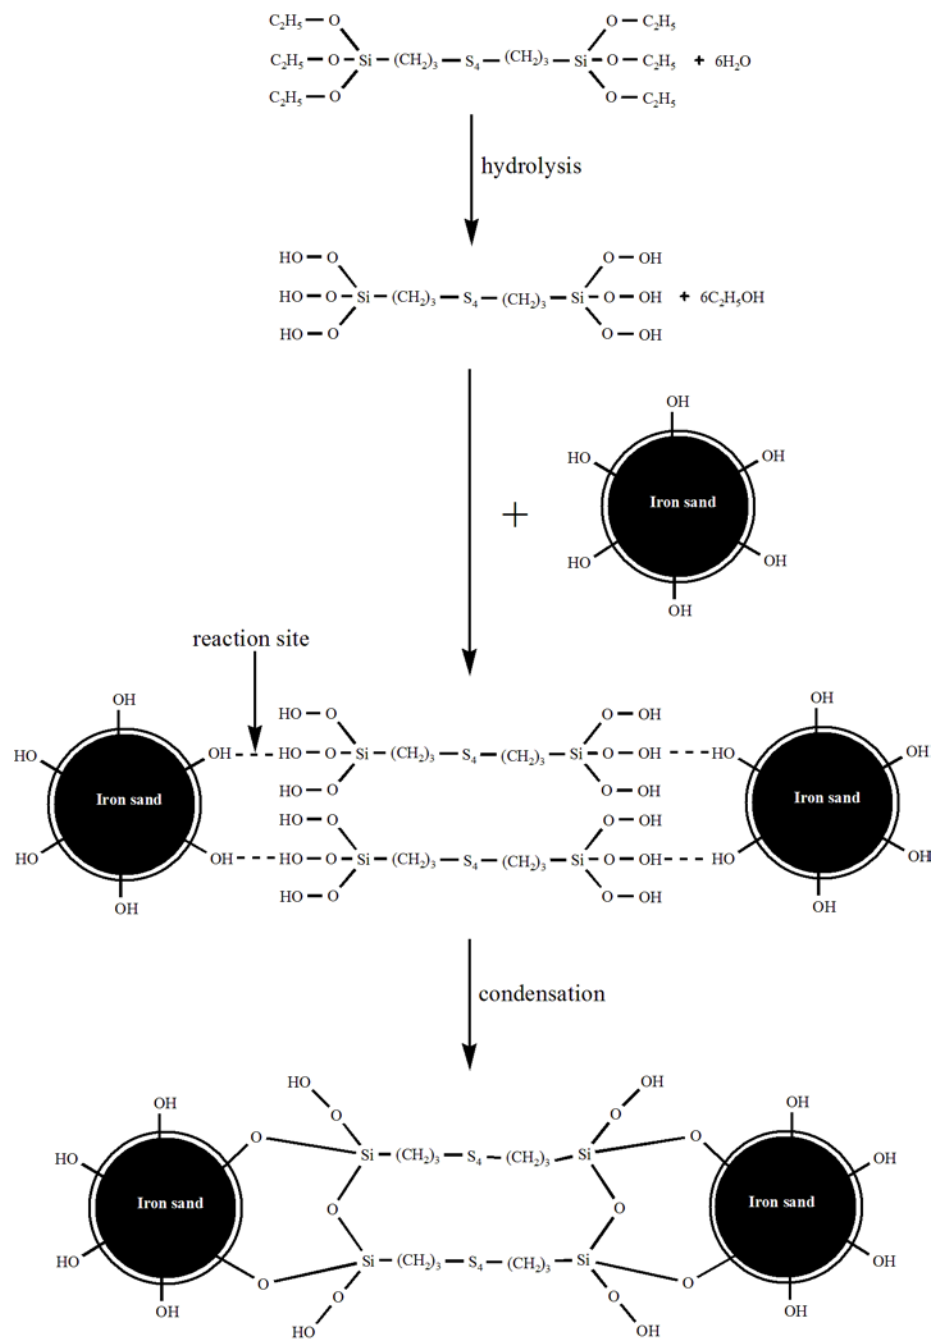 C₂H₅—O O—C₂H₅
C₂H₅—O—Si—(CH₂)₃—S₄—(CH₂)₃—Si—O—C₂H₅ + 6H₂O
C₂H₅—O O—C₂H₅
hydrolysis
HO—O O—OH
HO—O—Si—(CH₂)₃—S₄—(CH₂)₃—Si—O—OH + 6C₂H₅OH
HO—O O—OH
OH
HO OH
Iron sand
+
HO OH
OH
reaction site
OH HO—O O—OH OH
HO OH---HO—O—Si—(CH₂)₃—S₄—(CH₂)₃—Si—O—OH---HO OH
Iron sand HO—O O—OH Iron sand
HO—O O—OH
HO OH---HO—O—Si—(CH₂)₃—S₄—(CH₂)₃—Si—O—OH---HO OH
OH HO—O O—OH OH
condensation
HO OH
OH O O OH
O O
HO Si—(CH₂)₃—S₄—(CH₂)₃—Si OH
Iron sand O O Iron sand
HO Si—(CH₂)₃—S₄—(CH₂)₃—Si OH
O O
OH O O OH
HO OH